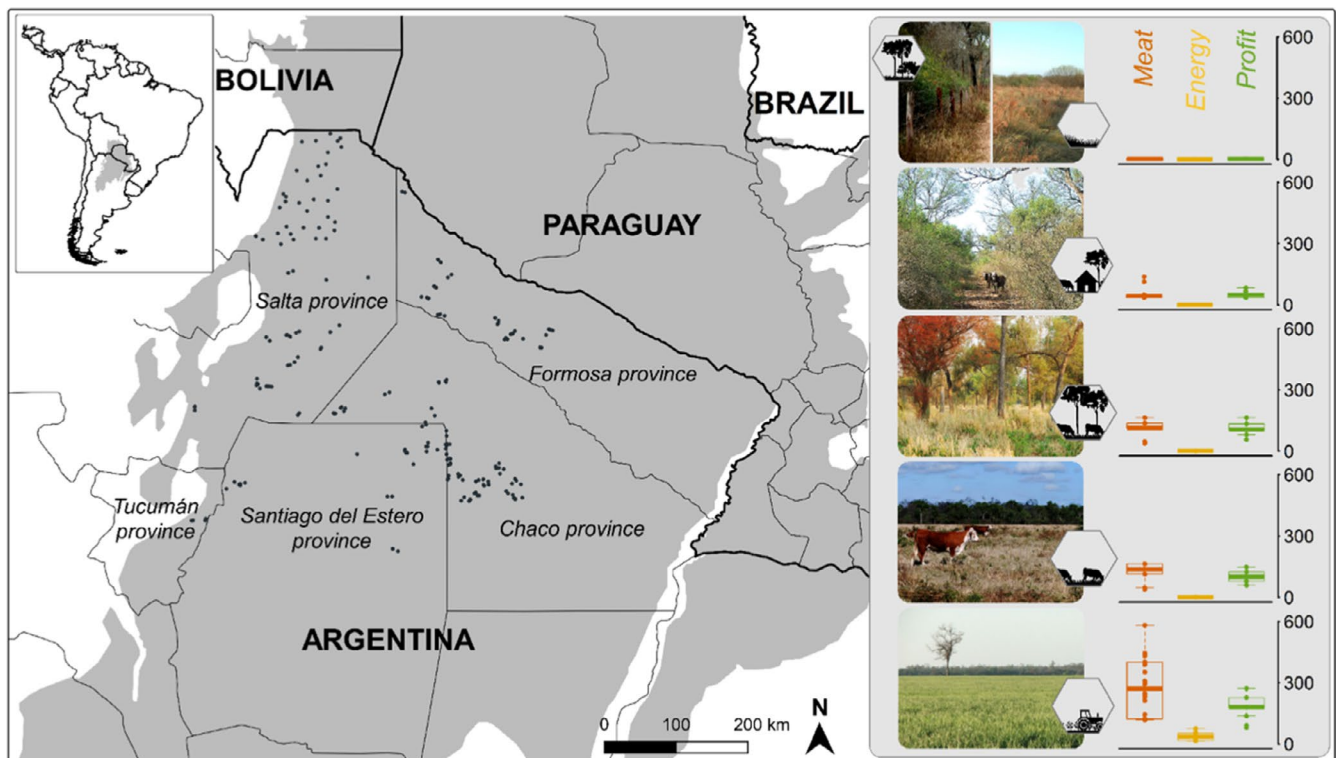 BOLIVIA
BRAZIL
PARAGUAY
Salta province
Formosa province
Tucumán
province
Santiago del Estero
province
Chaco province
ARGENTINA
0 100 200 km
N
Meat
Energy
Profit
600
300
0
600
300
0
600
300
0
600
300
0
600
300
0